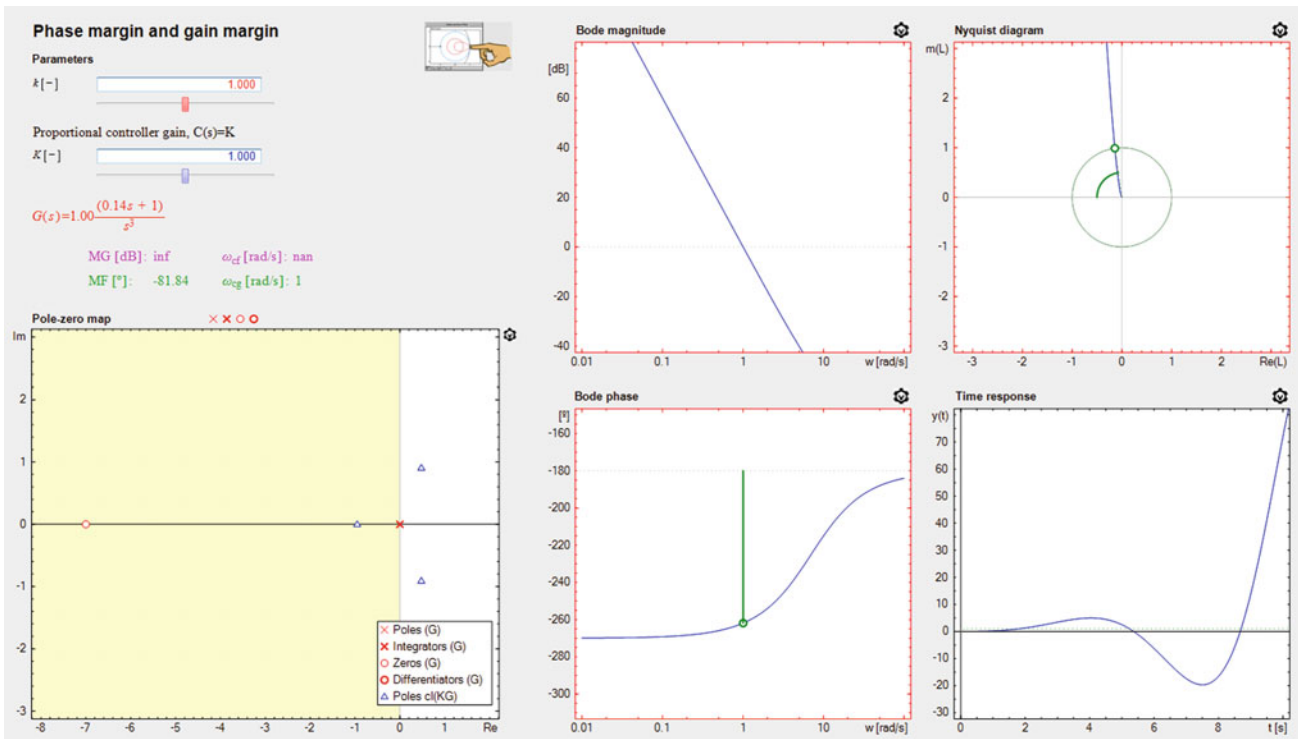 Phase margin and gain margin
Parameters
k [−]
1.000
Proportional controller gain, C(s)=K
K [−]
1.000
G(s)=1.00 (0.14s + 1)
s³
MG [dB]: inf ω_cf [rad/s]: nan
MF [º]: -81.84 ω_cg [rad/s]: 1
Pole-zero map
Im
2
1
0
-1
-2
-3
-8 -7 -6 -5 -4 -3 -2 -1 0 Re
Poles (G)
Integrators (G)
Zeros (G)
Differentiators (G)
Poles cl(KG)
Bode magnitude
[dB]
60
40
20
0
-20
-40
0.01 0.1 1 10 w [rad/s]
Nyquist diagram
m(L)
2
1
0
-1
-2
-3
-3 -2 -1 0 1 2 Re(L)
Bode phase
[º]
-160
-180
-200
-220
-240
-260
-280
-300
0.01 0.1 1 10 w [rad/s]
Time response
y(t)
70
60
50
40
30
20
10
0
-10
-20
-30
0 2 4 6 8 t [s]